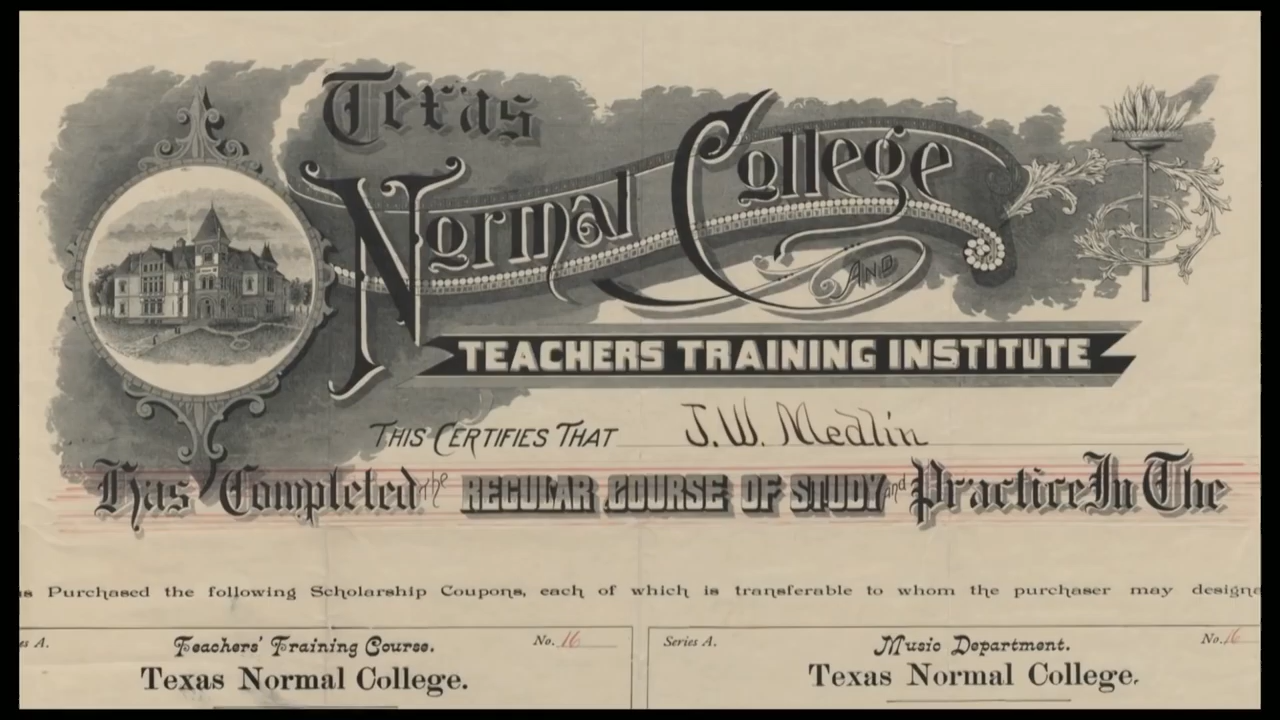 Texas
Normal College
AND
TEACHERS TRAINING INSTITUTE
THIS CERTIFIES THAT J.W. Medlin
Has Completed the REGULAR COURSE OF STUDY and Practice In The
Purchased the following Scholarship Coupons, each of which is transferable to whom the purchaser may
A. Teachers' Training Course. No. 16
Texas Normal College.
Series A. Music Department. No. 16
Texas Normal College.